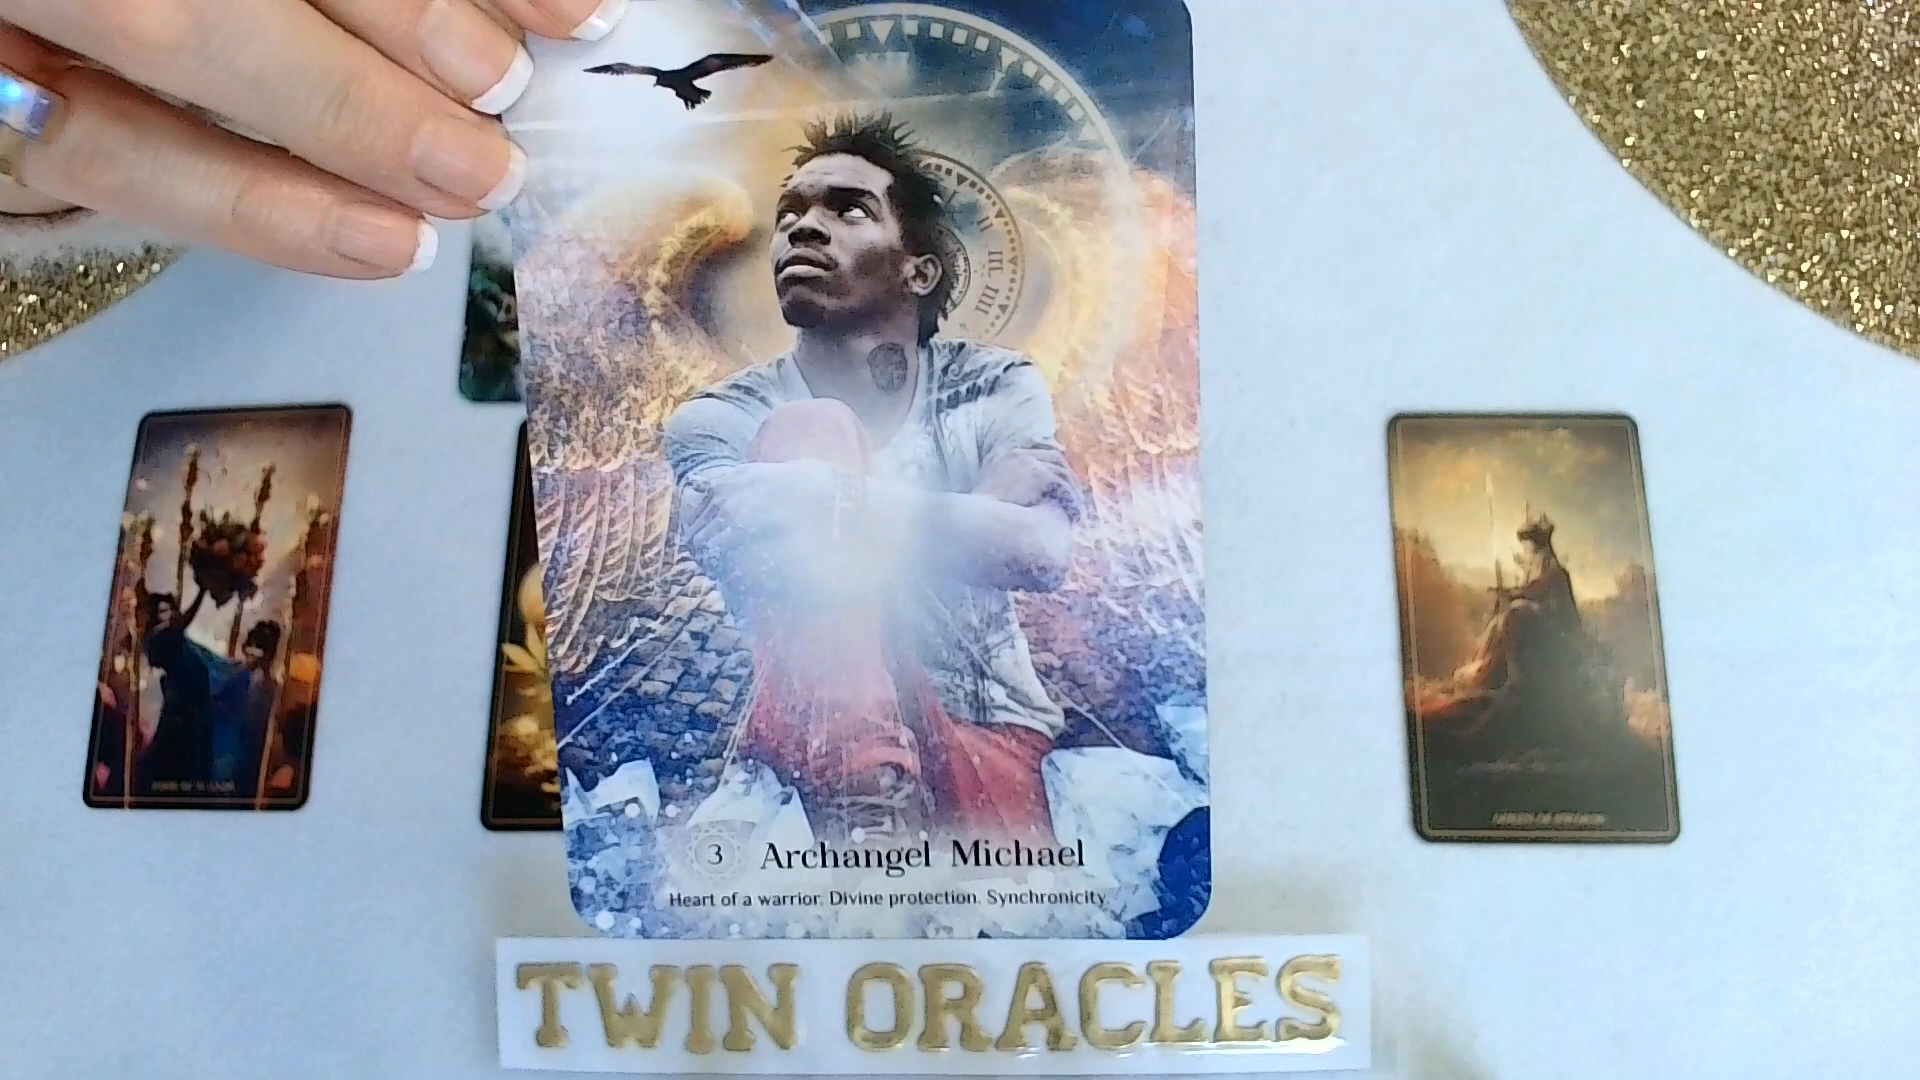 3 Archangel Michael
Heart of a warrior. Divine protection. Synchronicity.
TWIN ORACLES